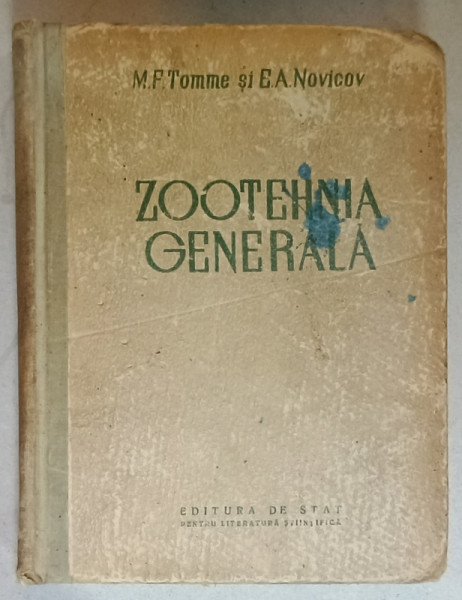 M.F.Tomme și E.A.Novicov
ZOOTEHNIA
GENERALĂ
EDITURA DE STAT
PENTRU LITERATURĂ ȘTIINȚIFICĂ